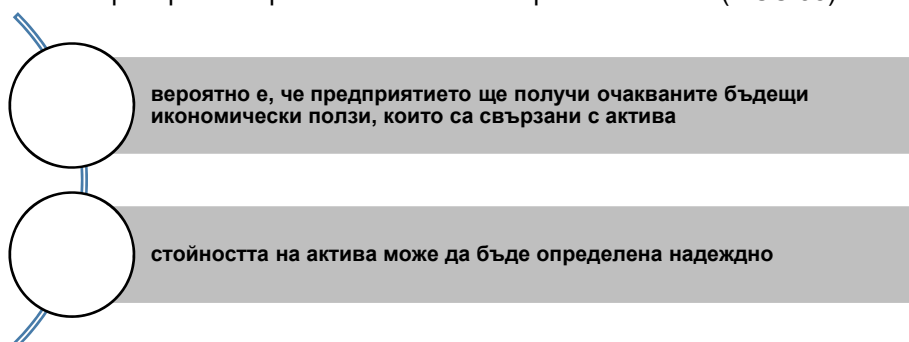 вероятно е, че предприятието ще получи очакваните бъдещи
икономически ползи, които са свързани с актива
стойността на актива може да бъде определена надеждно